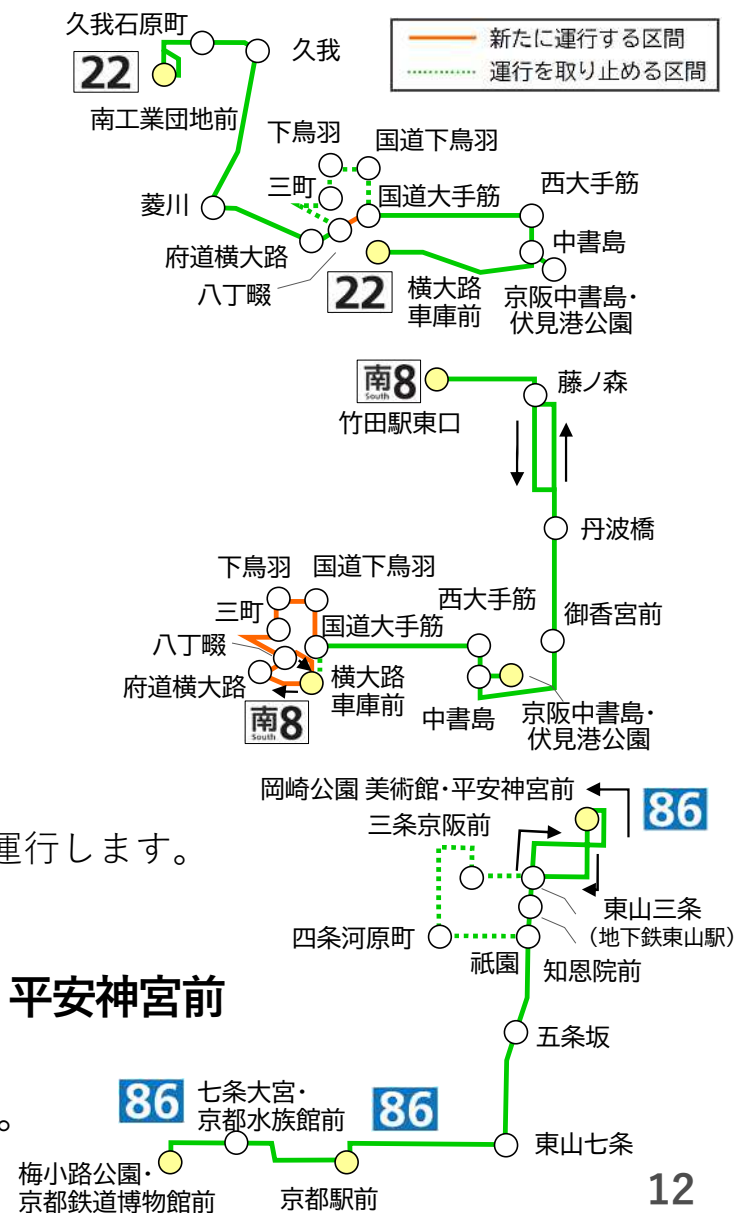 久我石原町
久我
新たに運行する区間
運行を取り止める区間
22
南工業団地前
下鳥羽
国道下鳥羽
三町
国道大手筋
西大手筋
菱川
中書島
府道横大路
八丁畷
22
横大路
車庫前
京阪中書島・
伏見港公園
南8
South
藤ノ森
竹田駅東口
丹波橋
下鳥羽
国道下鳥羽
西大手筋
御香宮前
三町
国道大手筋
八丁畷
府道横大路
横大路
車庫前
南8
South
中書島
京阪中書島・
伏見港公園
岡崎公園 美術館・平安神宮前
86
三条京阪前
運行します。
東山三条
(地下鉄東山駅)
四条河原町
祇園
知恩院前
平安神宮前
五条坂
86
七条大宮・
京都水族館前
86
。
東山七条
梅小路公園・
京都鉄道博物館前
京都駅前
12